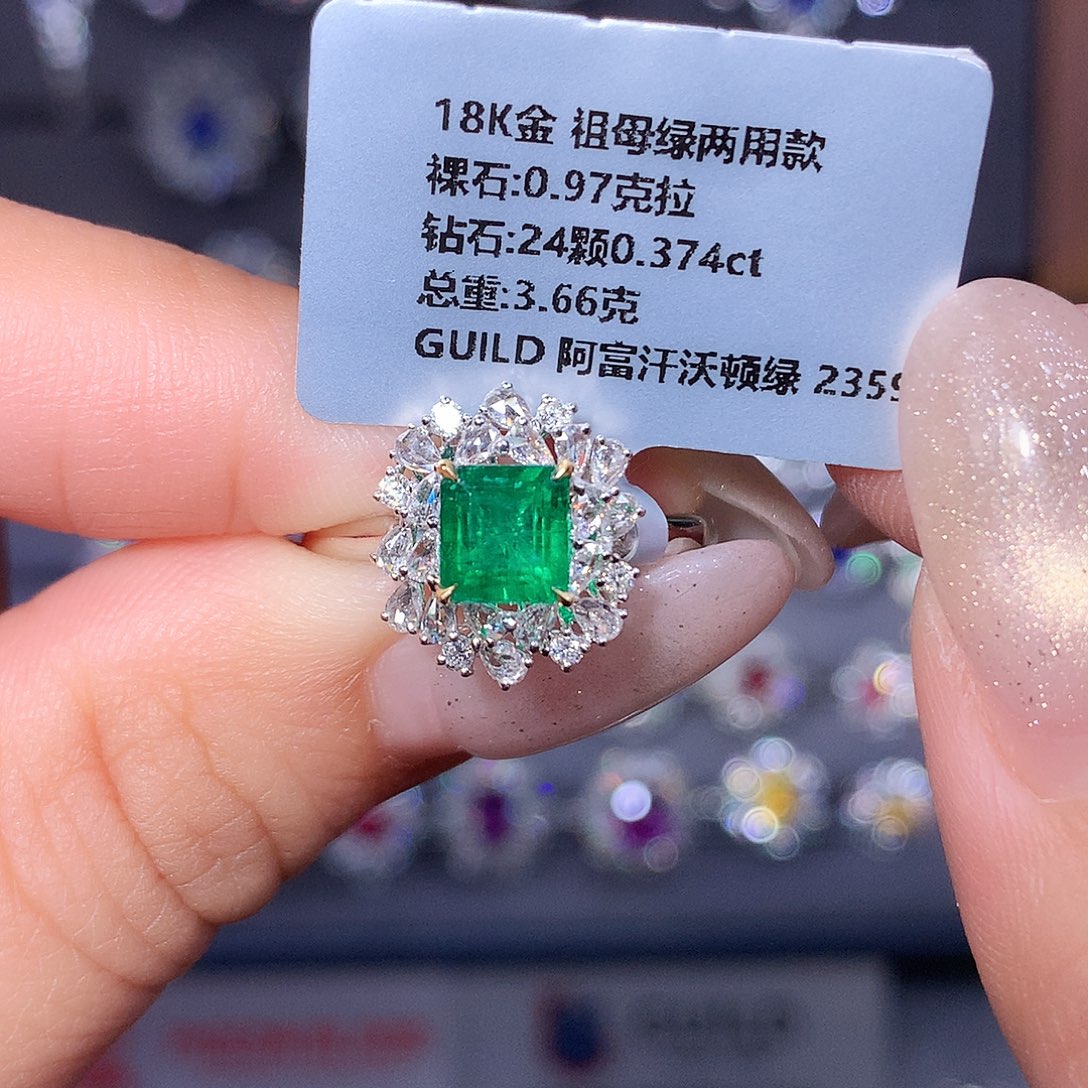 18K金 祖母绿两用款
裸石:0.97克拉
钻石:24颗0.374ct
总重:3.66克
GUILD 阿富汗沃顿绿 2359